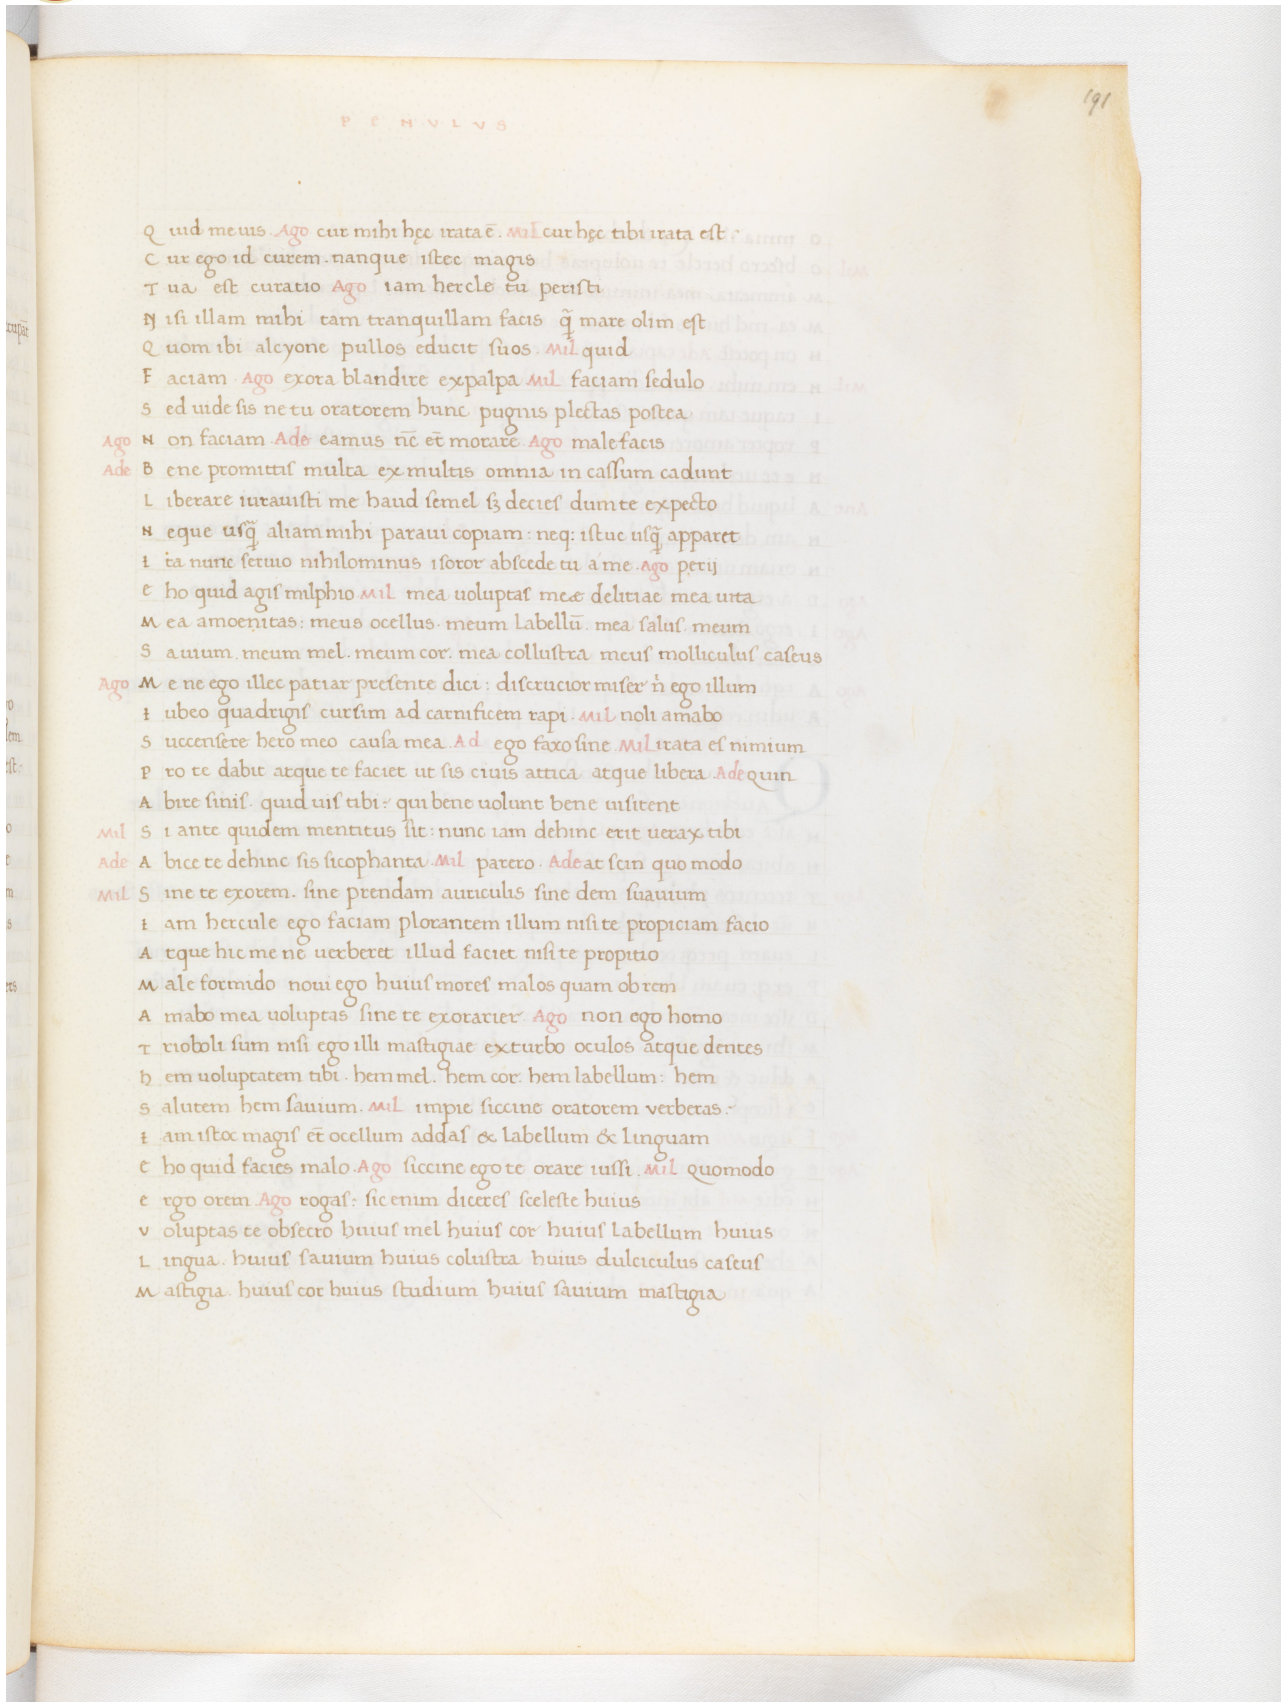 191
PENVLVS
Quid me uis. Ago cur mihi hęc irata ē. Mil cur hęc tibi irata est.
Cur ego id curem. nanque istec magis
Tua est curatio Ago iam hercle tu peristi
Nisi illam mihi tam tranquillam facis q̄ mare olim est
Quom ibi alcyone pullos educit suos. Mil quid
Faciam. Ago exora blandire expalpa Mil faciam sedulo
Sed uide sis ne tu oratorem hunc pugnis plectas postea
Ago Non faciam Ade eamus nc̄ et morare Ago male facis
Ade Bene promittis multa ex multis omnia in cassum cadunt
Liberare iurauisti me haud semel sꝫ decies dum te expecto
Neque usq̄ aliam mihi paraui copiam: neq: istuc usq̄ apparet
ita nunc seruio nihilominus isoror abscede tu á me. Ago perij
Eho quid agis milphio Mil mea uoluptas meæ delitiae mea uita
Mea amoenitas: meus ocellus. meum labellū. mea salus. meum
Sauium. meum mel. meum cor. mea collustra meus molliculus caseus
Ago Me ne ego illec patiar presente dici: discrucior miser n̍ ego illum
iubeo quadrigis cursim ad carnificem rapi. Mil noli amabo
Succensere hero meo causa mea. Ad ego faxo sine Mil irata es nimium
Pro te dabit atque te faciet ut sis ciuis attica atque libera. Ade quin
Abire sinis. quid uis tibi: qui bene uolunt bene uisitent
Mil Si ante quidem mentitus sit: nunc iam dehinc erit uerax tibi
Ade Abice te dehinc sis sicophanta. Mil parero. Ade at scin quo modo
Mil Sine te exorem. sine prendam auriculis sine dem suauium
iam hercule ego faciam plorantem illum nisi te propiciam facio
Atque hic me ne uerberet illud faciet nisi te propitio
Male formido noui ego huius mores malos quam ob rem
Amabo mea uoluptas sine te exorarier. Ago non ego homo
Trioboli sum nisi ego illi mastigiae exturbo oculos atque dentes
hem uoluptatem tibi. hem mel. hem cor. hem labellum: hem
Salutem hem sauium. Mil impie siccine oratorem verberas.
iam istoc magis et ocellum addas & labellum & linguam
Eho quid facies malo. Ago siccine ego te orare iussi. Mil quomodo
ergo orem. Ago rogas: sic enim diceres sceleste huius
Voluptas te obsecro huius mel huius cor huius labellum huius
Lingua. huius sauium huius colustra huius dulciculus caseus
Mastigia. huius cor huius studium huius sauium mastigia